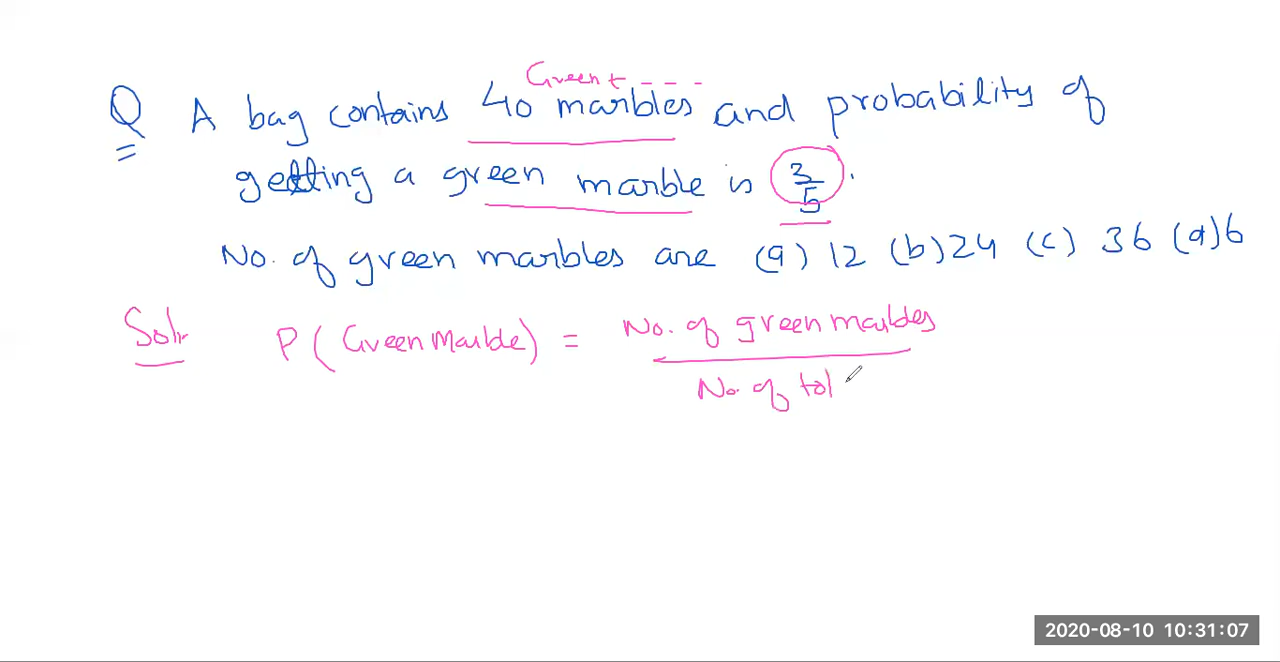 Green + - - -
Q A bag contains 40 marbles and probability of
getting a green marble is 3/5.
No. of green marbles are (a) 12 (b) 24 (c) 36 (d) 6
Soln P(Green Marble) = No. of green marbles
No. of tot
2020-08-10 10:31:07